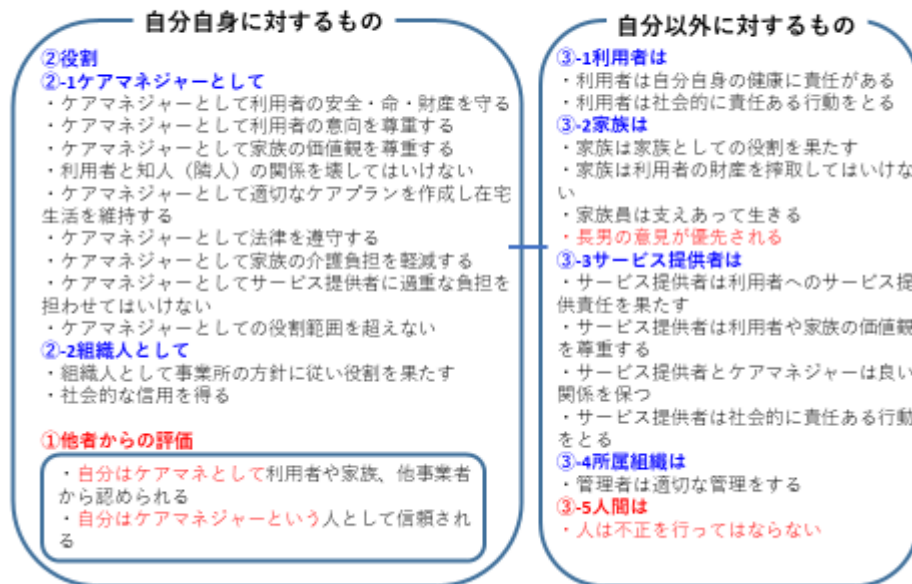 自分自身に対するもの
②役割
②-1ケアマネジャーとして
・ケアマネジャーとして利用者の安全・命・財産を守る
・ケアマネジャーとして利用者の意向を尊重する
・ケアマネジャーとして家族の価値観を尊重する
・利用者と知人（隣人）の関係を壊してはいけない
・ケアマネジャーとして適切なケアプランを作成し在宅
生活を維持する
・ケアマネジャーとして法律を遵守する
・ケアマネジャーとして家族の介護負担を軽減する
・ケアマネジャーとしてサービス提供者に過重な負担を
担わせてはいけない
・ケアマネジャーとしての役割範囲を超えない
②-2組織人として
・組織人として事業所の方針に従い役割を果たす
・社会的な信用を得る
①他者からの評価
・自分はケアマネとして利用者や家族、他事業者
から認められる
・自分はケアマネジャーという人として信頼され
る
自分以外に対するもの
③-1利用者は
・利用者は自分自身の健康に責任がある
・利用者は社会的に責任ある行動をとる
③-2家族は
・家族は家族としての役割を果たす
・家族は利用者の財産を搾取してはいけな
い
・家族員は支えあって生きる
・長男の意見が優先される
③-3サービス提供者は
・サービス提供者は利用者へのサービス提
供責任を果たす
・サービス提供者は利用者や家族の価値観
を尊重する
・サービス提供者とケアマネジャーは良い
関係を保つ
・サービス提供者は社会的に責任ある行動
をとる
③-4所属組織は
・管理者は適切な管理をする
③-5人間は
・人は不正を行ってはならない